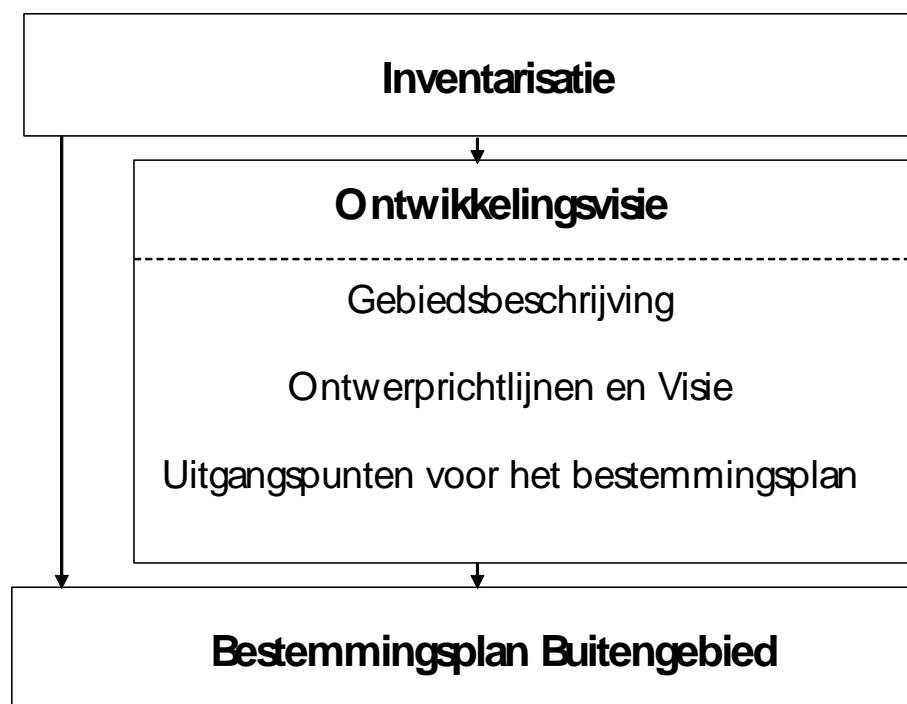 Inventarisatie
Ontwikkelingsvisie
Gebiedsbeschrijving
Ontwerprichtlijnen en Visie
Uitgangspunten voor het bestemmingsplan
Bestemmingsplan Buitengebied